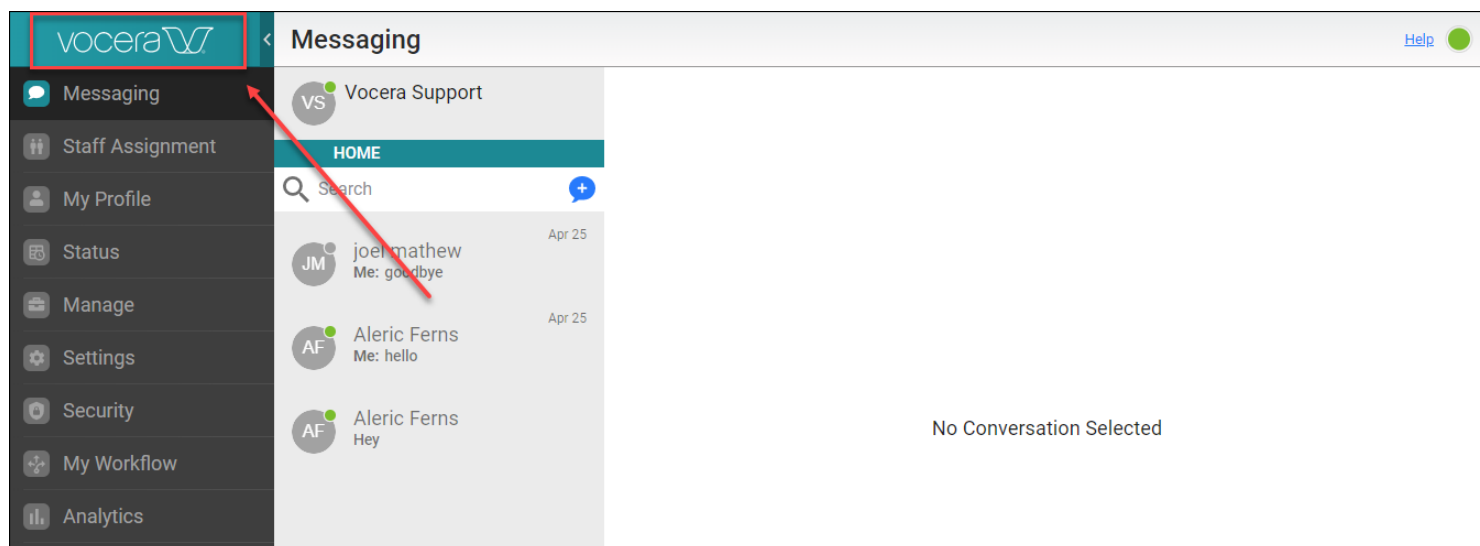 vocera
Messaging
Help
Messaging
Staff Assignment
My Profile
Status
Manage
Settings
Security
My Workflow
Analytics
VS
Vocera Support
HOME
Search
Apr 25
JM
joel mathew
Me: goodbye
Apr 25
AF
Aleric Ferns
Me: hello
AF
Aleric Ferns
Hey
No Conversation Selected